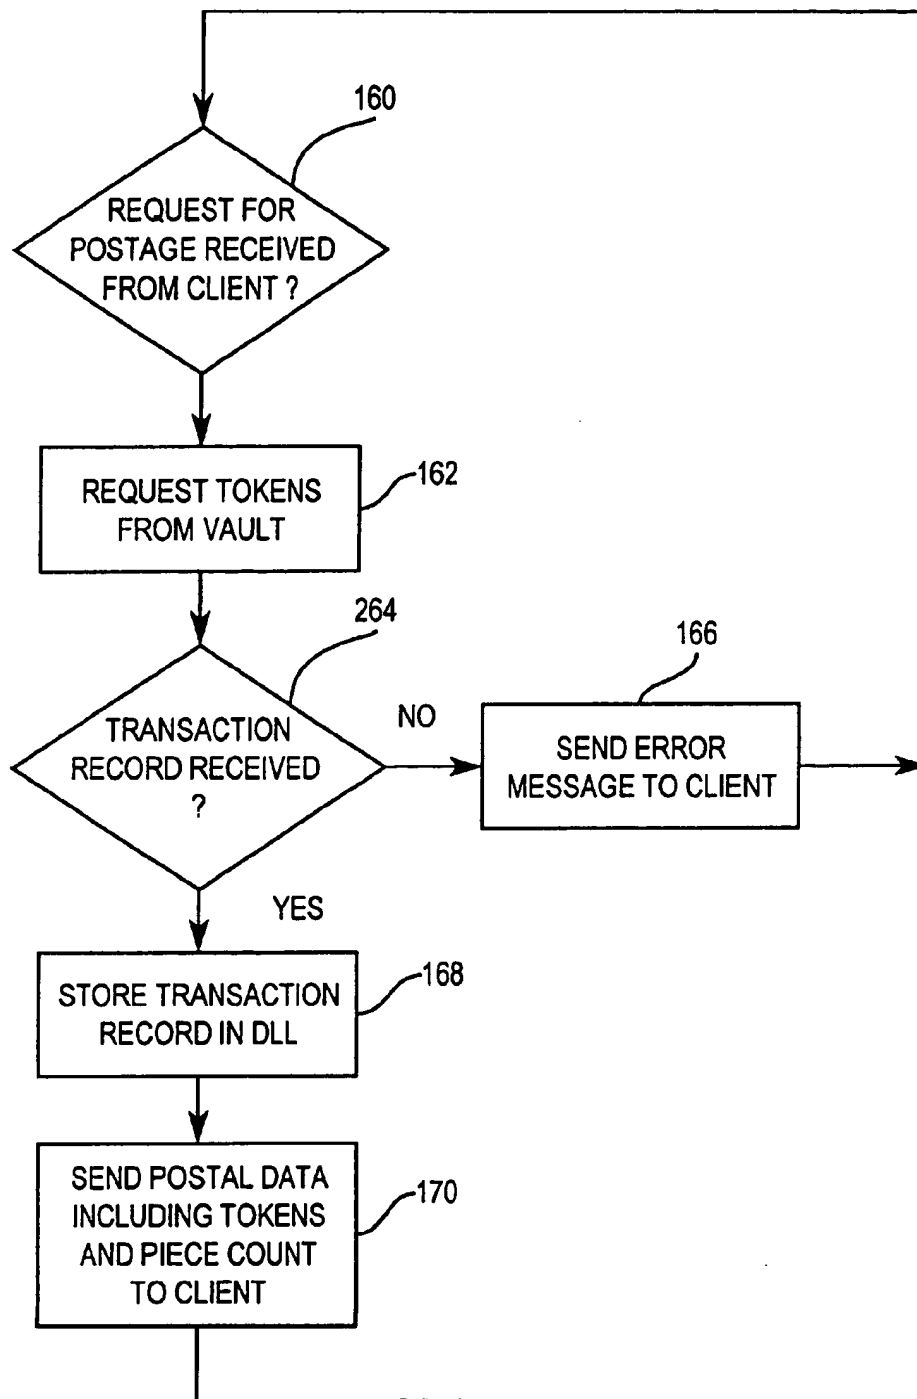 160
REQUEST FOR
POSTAGE RECEIVED
FROM CLIENT ?
REQUEST TOKENS
FROM VAULT
162
264
TRANSACTION
RECORD RECEIVED
?
NO
166
SEND ERROR
MESSAGE TO CLIENT
YES
STORE TRANSACTION
RECORD IN DLL
168
SEND POSTAL DATA
INCLUDING TOKENS
AND PIECE COUNT
TO CLIENT
170